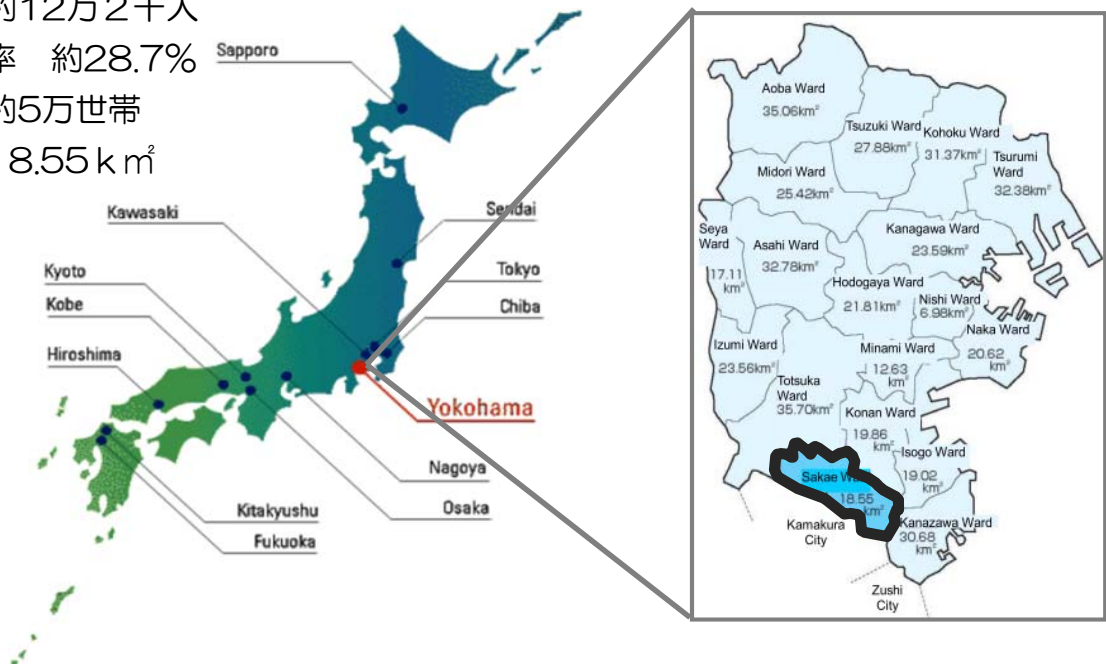 約12万2千人
率 約28.7%
約5万世帯
8.55k㎡
Sapporo
Kawasaki
Sendai
Kyoto
Tokyo
Kobe
Chiba
Hiroshima
Yokohama
Nagoya
Kitakyushu
Osaka
Fukuoka
Aoba Ward
35.06km²
Tsuzuki Ward
27.88km²
Kohoku Ward
31.37km²
Tsurumi
Ward
32.38km²
Midori Ward
25.42km²
Seya
Ward
17.11
km²
Asahi Ward
32.78km²
Kanagawa Ward
23.59km²
Hodogaya Ward
21.81km²
Nishi Ward
6.98km²
Naka Ward
20.62
km²
Izumi Ward
23.56km²
Minami Ward
12.63
km²
Totsuka
Ward
35.70km²
Konan Ward
19.86
km²
Isogo Ward
19.02
km²
Sakae
18.55
km²
Kamakura
City
Kanazawa Ward
30.68
km²
Zushi
City